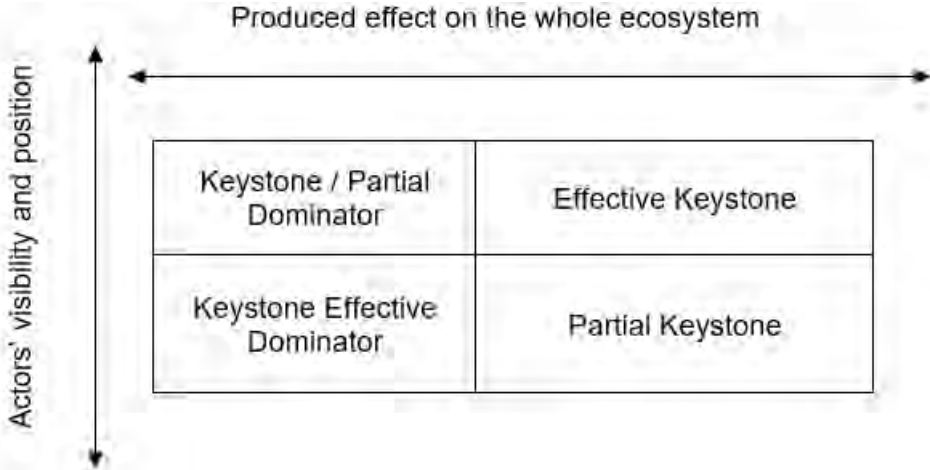 Produced effect on the whole ecosystem
Actors' visibility and position
Keystone / Partial
Dominator
Effective Keystone
Keystone Effective
Dominator
Partial Keystone